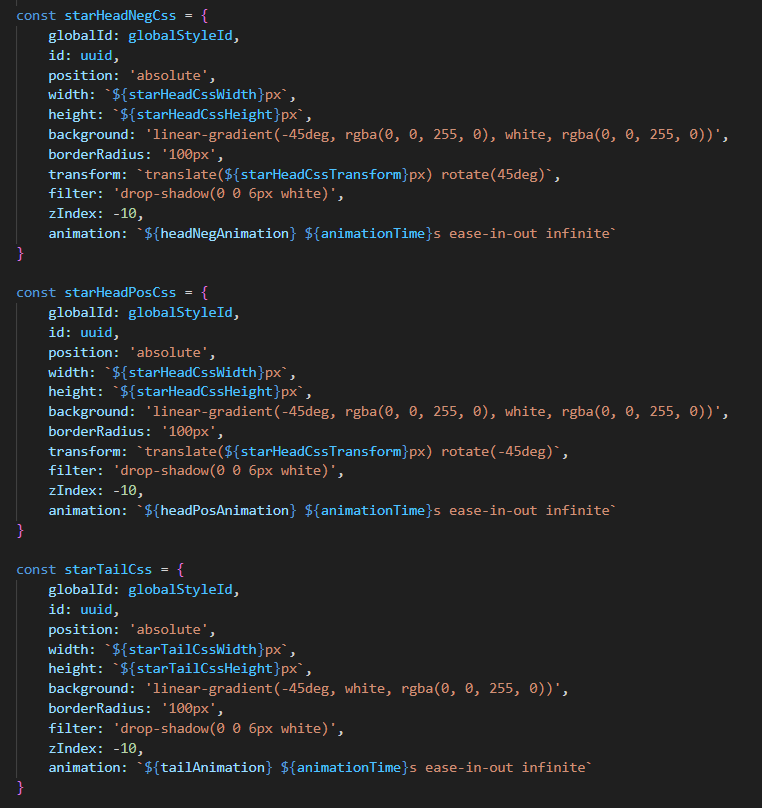 const starHeadNegCss = {
    globalId: globalStyleId,
    id: uuid,
    position: 'absolute',
    width: `${starHeadCssWidth}px`,
    height: `${starHeadCssHeight}px`,
    background: 'linear-gradient(-45deg, rgba(0, 0, 255, 0), white, rgba(0, 0, 255, 0))',
    borderRadius: '100px',
    transform: `translate(${starHeadCssTransform}px) rotate(45deg)`,
    filter: 'drop-shadow(0 0 6px white)',
    zIndex: -10,
    animation: `${headNegAnimation} ${animationTime}s ease-in-out infinite`
}
const starHeadPosCss = {
    globalId: globalStyleId,
    id: uuid,
    position: 'absolute',
    width: `${starHeadCssWidth}px`,
    height: `${starHeadCssHeight}px`,
    background: 'linear-gradient(-45deg, rgba(0, 0, 255, 0), white, rgba(0, 0, 255, 0))',
    borderRadius: '100px',
    transform: `translate(${starHeadCssTransform}px) rotate(-45deg)`,
    filter: 'drop-shadow(0 0 6px white)',
    zIndex: -10,
    animation: `${headPosAnimation} ${animationTime}s ease-in-out infinite`
}
const starTailCss = {
    globalId: globalStyleId,
    id: uuid,
    position: 'absolute',
    width: `${starTailCssWidth}px`,
    height: `${starTailCssHeight}px`,
    background: 'linear-gradient(-45deg, white, rgba(0, 0, 255, 0))',
    borderRadius: '100px',
    filter: 'drop-shadow(0 0 6px white)',
    zIndex: -10,
    animation: `${tailAnimation} ${animationTime}s ease-in-out infinite`
}